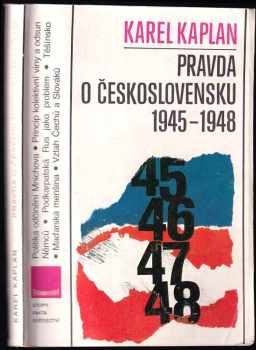 KAREL KAPLAN
PRAVDA
O ČESKOSLOVENSKU
1945–1948
45
46
47
48
Politika odčinění Mnichova • Princip kolektivní viny a odsun
Němců • Podkarpatská Rus jako problém • Těšínsko
• Maďarská menšina • Vztah Čechů a Slováků
KAREL KAPLAN